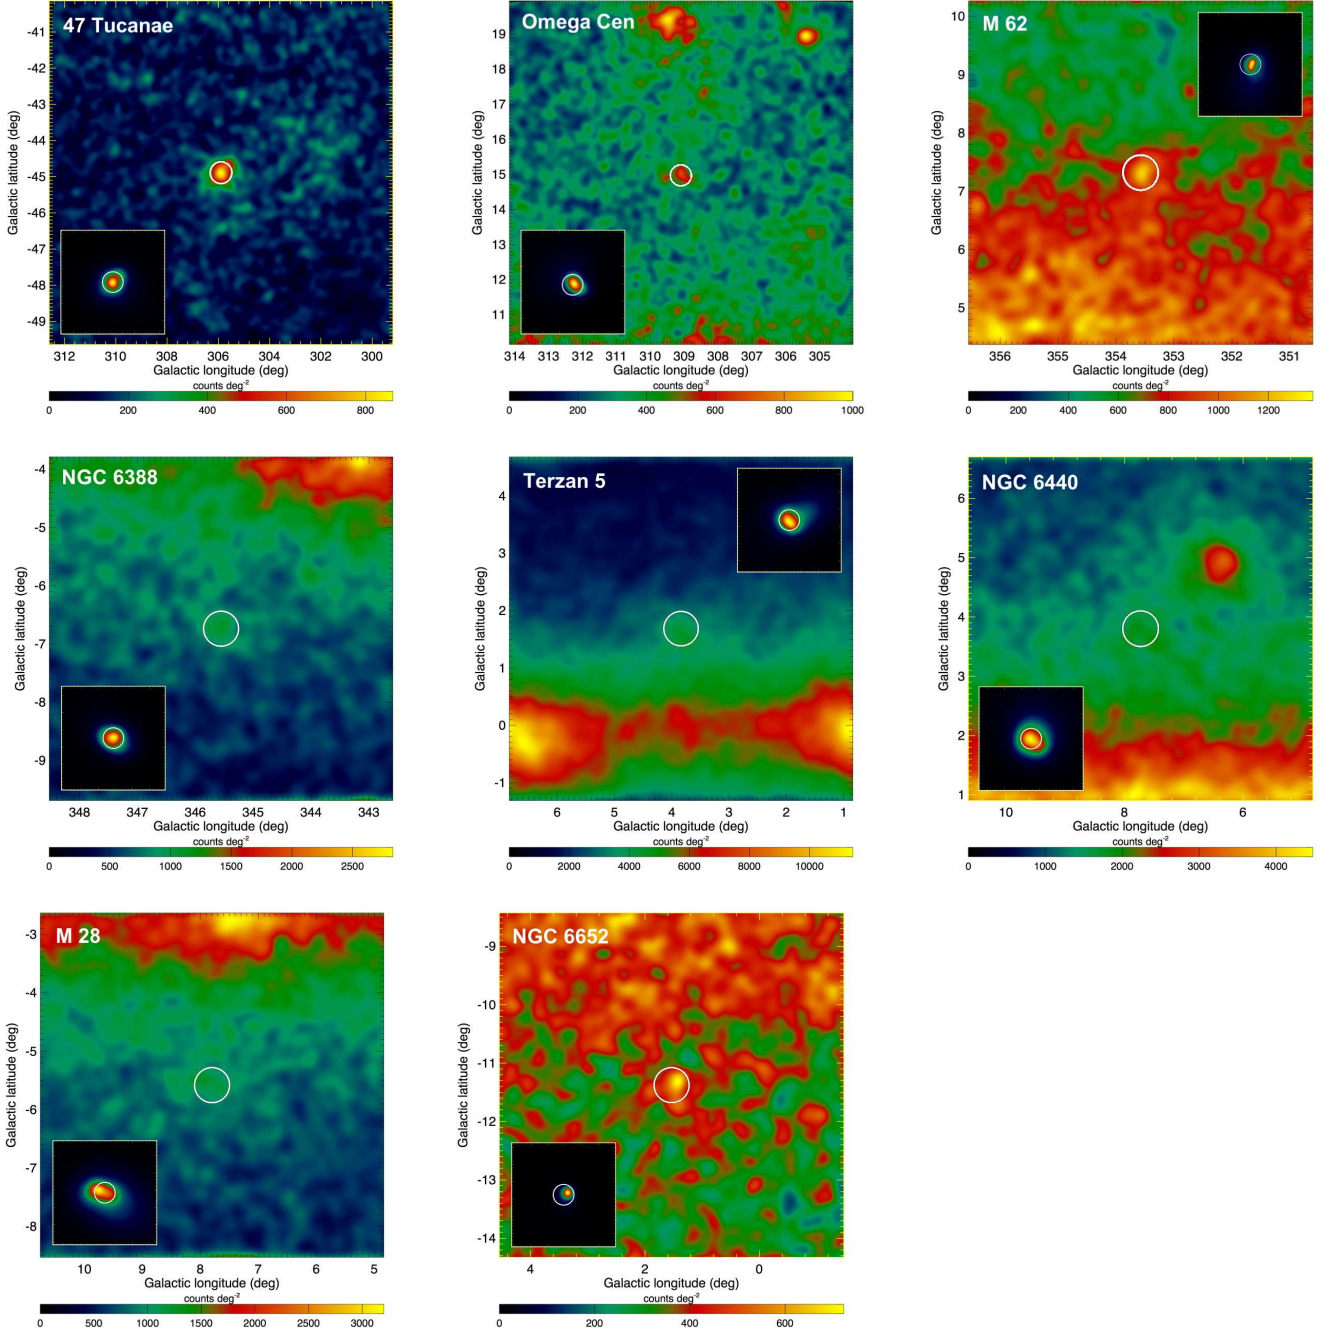 47 Tucanae
-41
-42
-43
-44
-45
-46
-47
-48
-49
Galactic latitude (deg)
312 310 308 306 304 302 300
Galactic longitude (deg)
counts deg-2
0 200 400 600 800
Omega Cen
19
18
17
16
15
14
13
12
11
Galactic latitude (deg)
314 313 312 311 310 309 308 307 306 305
Galactic longitude (deg)
counts deg-2
0 200 400 600 800 1000
M 62
10
9
8
7
6
5
Galactic latitude (deg)
356 355 354 353 352 351
Galactic longitude (deg)
counts deg-2
0 200 400 600 800 1000 1200
NGC 6388
-4
-5
-6
-7
-8
-9
Galactic latitude (deg)
348 347 346 345 344 343
Galactic longitude (deg)
counts deg-2
0 500 1000 1500 2000 2500
Terzan 5
4
3
2
1
0
-1
Galactic latitude (deg)
6 5 4 3 2 1
Galactic longitude (deg)
counts deg-2
0 2000 4000 6000 8000 10000
NGC 6440
6
5
4
3
2
1
Galactic latitude (deg)
10 8 6
Galactic longitude (deg)
counts deg-2
0 1000 2000 3000 4000
M 28
-3
-4
-5
-6
-7
-8
Galactic latitude (deg)
10 9 8 7 6 5
Galactic longitude (deg)
counts deg-2
0 500 1000 1500 2000 2500 3000
NGC 6652
-9
-10
-11
-12
-13
-14
Galactic latitude (deg)
4 2 0
Galactic longitude (deg)
counts deg-2
0 200 400 600